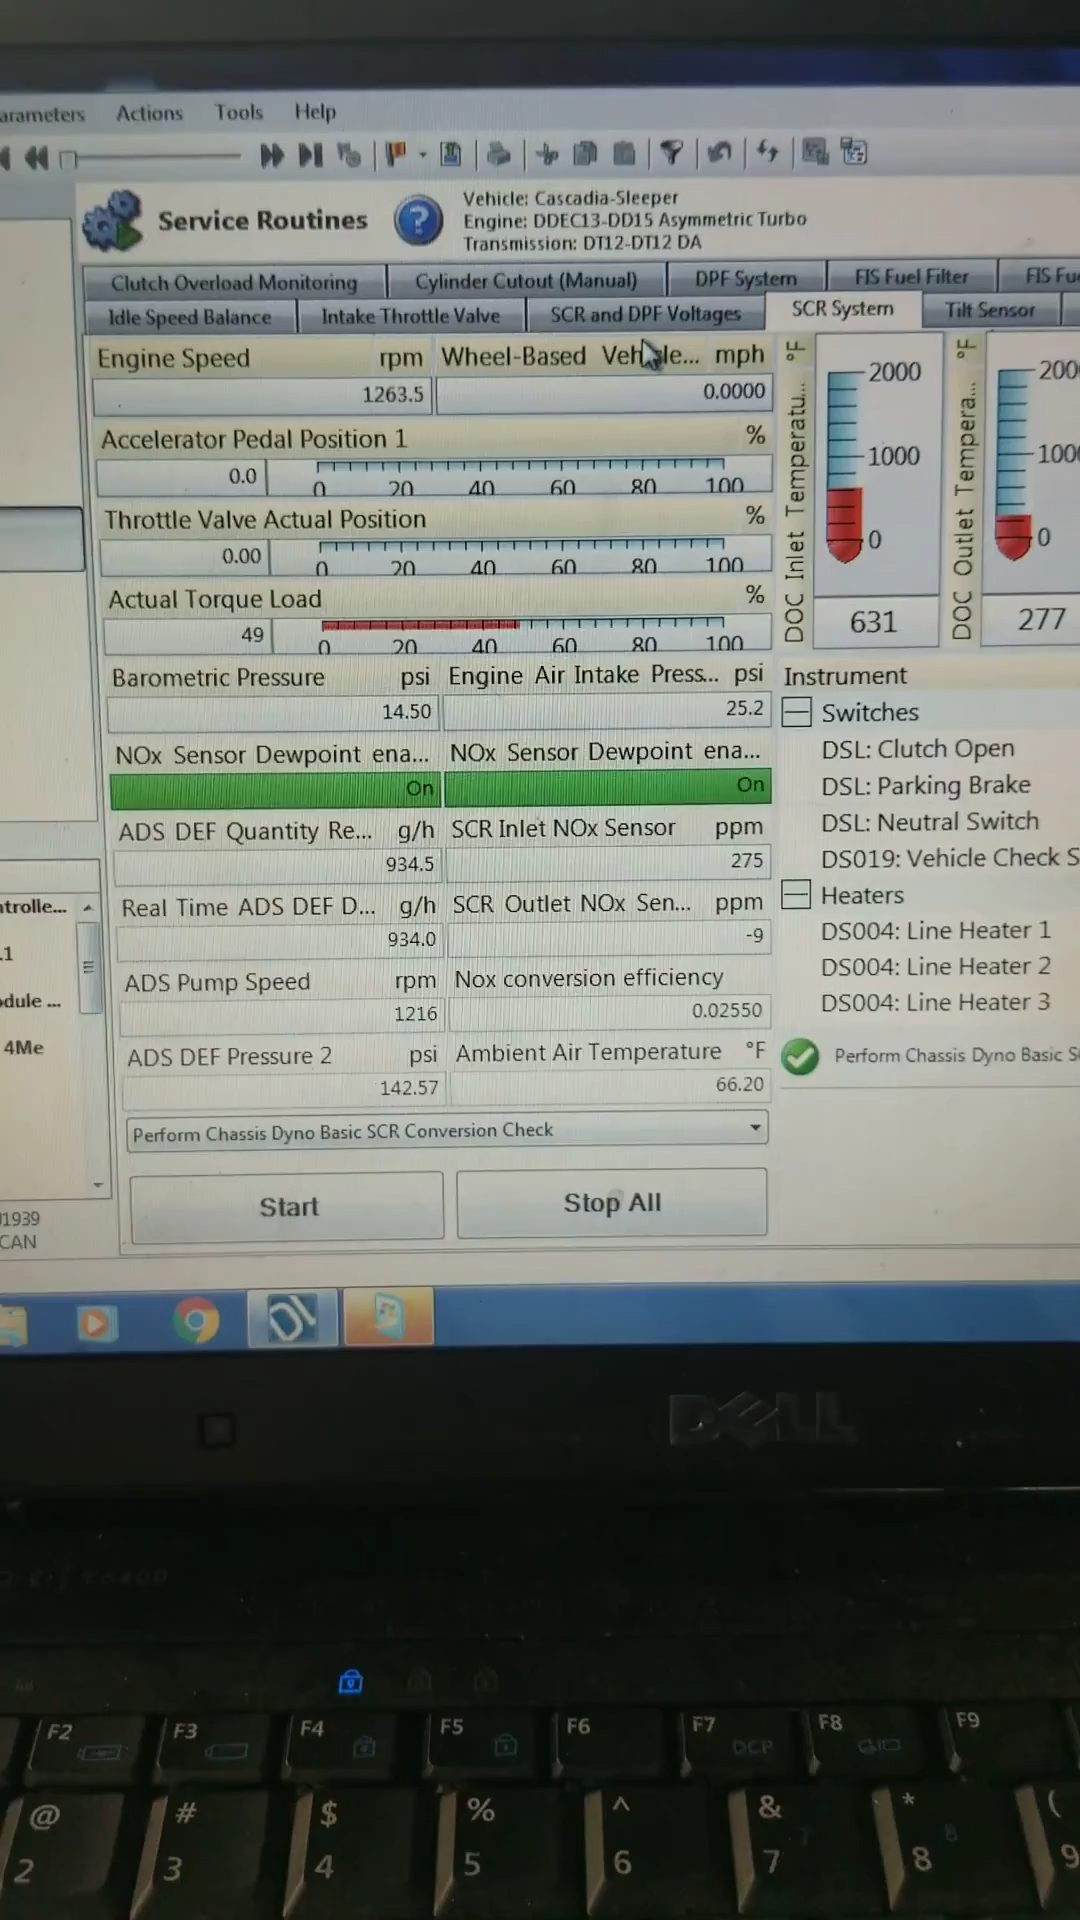 arameters Actions Tools Help
Service Routines
?
Vehicle: Cascadia-Sleeper
Engine: DDEC13-DD15 Asymmetric Turbo
Transmission: DT12-DT12 DA
Clutch Overload Monitoring Cylinder Cutout (Manual) DPF System FIS Fuel Filter FIS Fue
Idle Speed Balance Intake Throttle Valve SCR and DPF Voltages SCR System Tilt Sensor
Engine Speed rpm Wheel-Based Vehicle... mph
1263.5 0.0000
Accelerator Pedal Position 1 %
0.0 0 20 40 60 80 100
Throttle Valve Actual Position %
0.00 0 20 40 60 80 100
Actual Torque Load %
49 0 20 40 60 80 100
DOC Inlet Temperatu... °F
2000
1000
0
631
DOC Outlet Tempera... °F
200
1000
0
277
Barometric Pressure psi Engine Air Intake Press... psi
14.50 25.2
NOx Sensor Dewpoint ena... NOx Sensor Dewpoint ena...
On On
ADS DEF Quantity Re... g/h SCR Inlet NOx Sensor ppm
934.5 275
Real Time ADS DEF D... g/h SCR Outlet NOx Sen... ppm
934.0 -9
ADS Pump Speed rpm Nox conversion efficiency
1216 0.02550
ADS DEF Pressure 2 psi Ambient Air Temperature °F
142.57 66.20
Perform Chassis Dyno Basic SCR Conversion Check
Start Stop All
Instrument
Switches
DSL: Clutch Open
DSL: Parking Brake
DSL: Neutral Switch
DS019: Vehicle Check S
Heaters
DS004: Line Heater 1
DS004: Line Heater 2
DS004: Line Heater 3
Perform Chassis Dyno Basic S
ntrolle...
.1
odule ...
4Me
J1939
CAN
DELL
F2 F3 F4 F5 F6 F7 F8 F9
@ # $ % ^ & * (
2 3 4 5 6 7 8 9